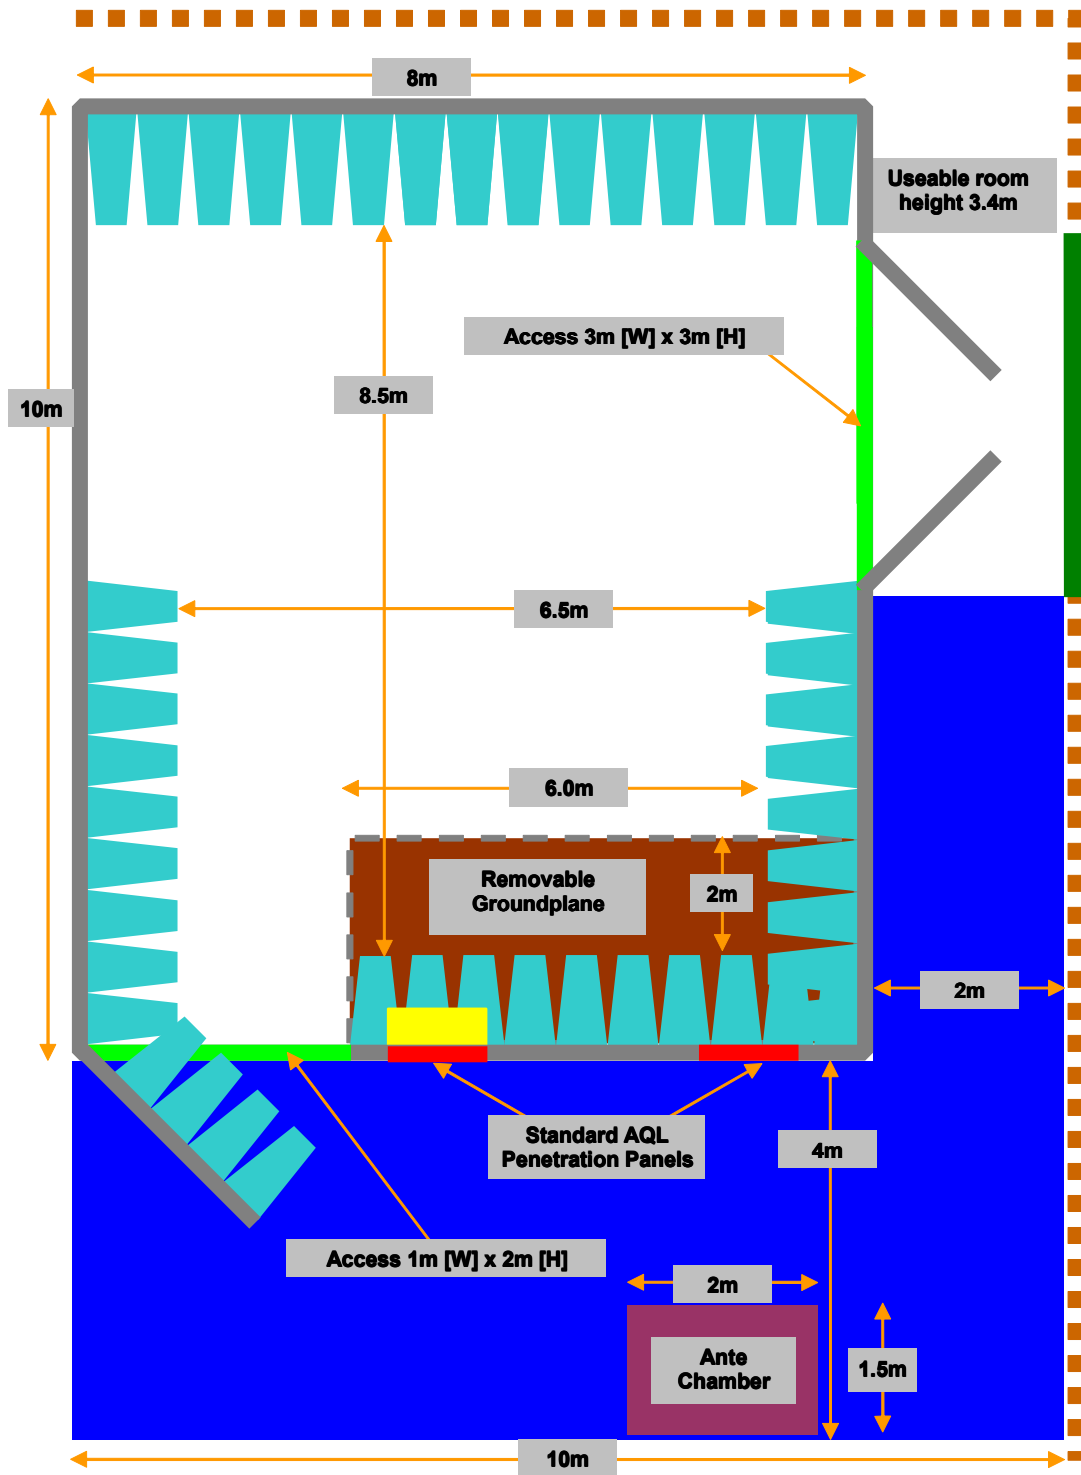 8m
Useable room
height 3.4m
Access 3m [W] x 3m [H]
8.5m
10m
6.5m
6.0m
Removable
Groundplane
2m
2m
Standard AQL
Penetration Panels
4m
Access 1m [W] x 2m [H]
2m
Ante
Chamber
1.5m
10m